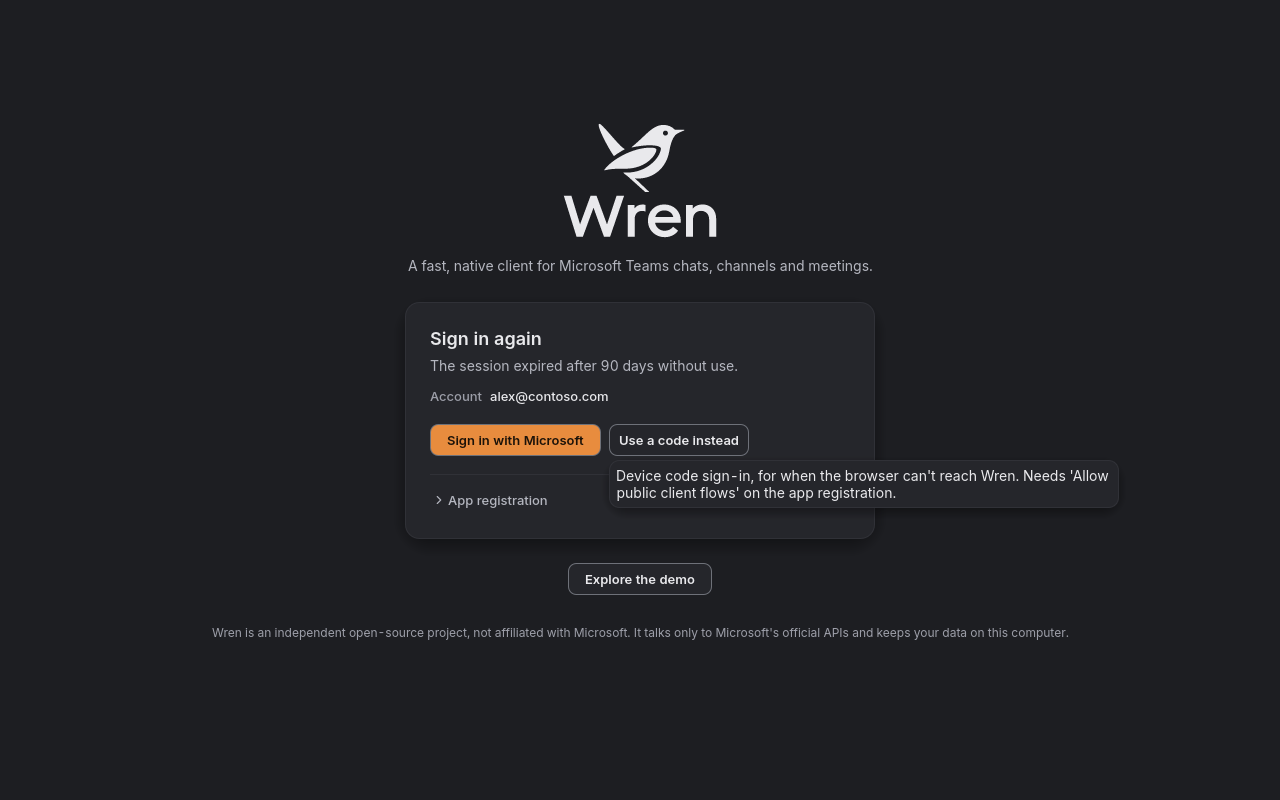 Wren
A fast, native client for Microsoft Teams chats, channels and meetings.
Sign in again
The session expired after 90 days without use.
Account alex@contoso.com
Sign in with Microsoft
Use a code instead
Device code sign-in, for when the browser can't reach Wren. Needs 'Allow
public client flows' on the app registration.
App registration
Explore the demo
Wren is an independent open-source project, not affiliated with Microsoft. It talks only to Microsoft's official APIs and keeps your data on this computer.